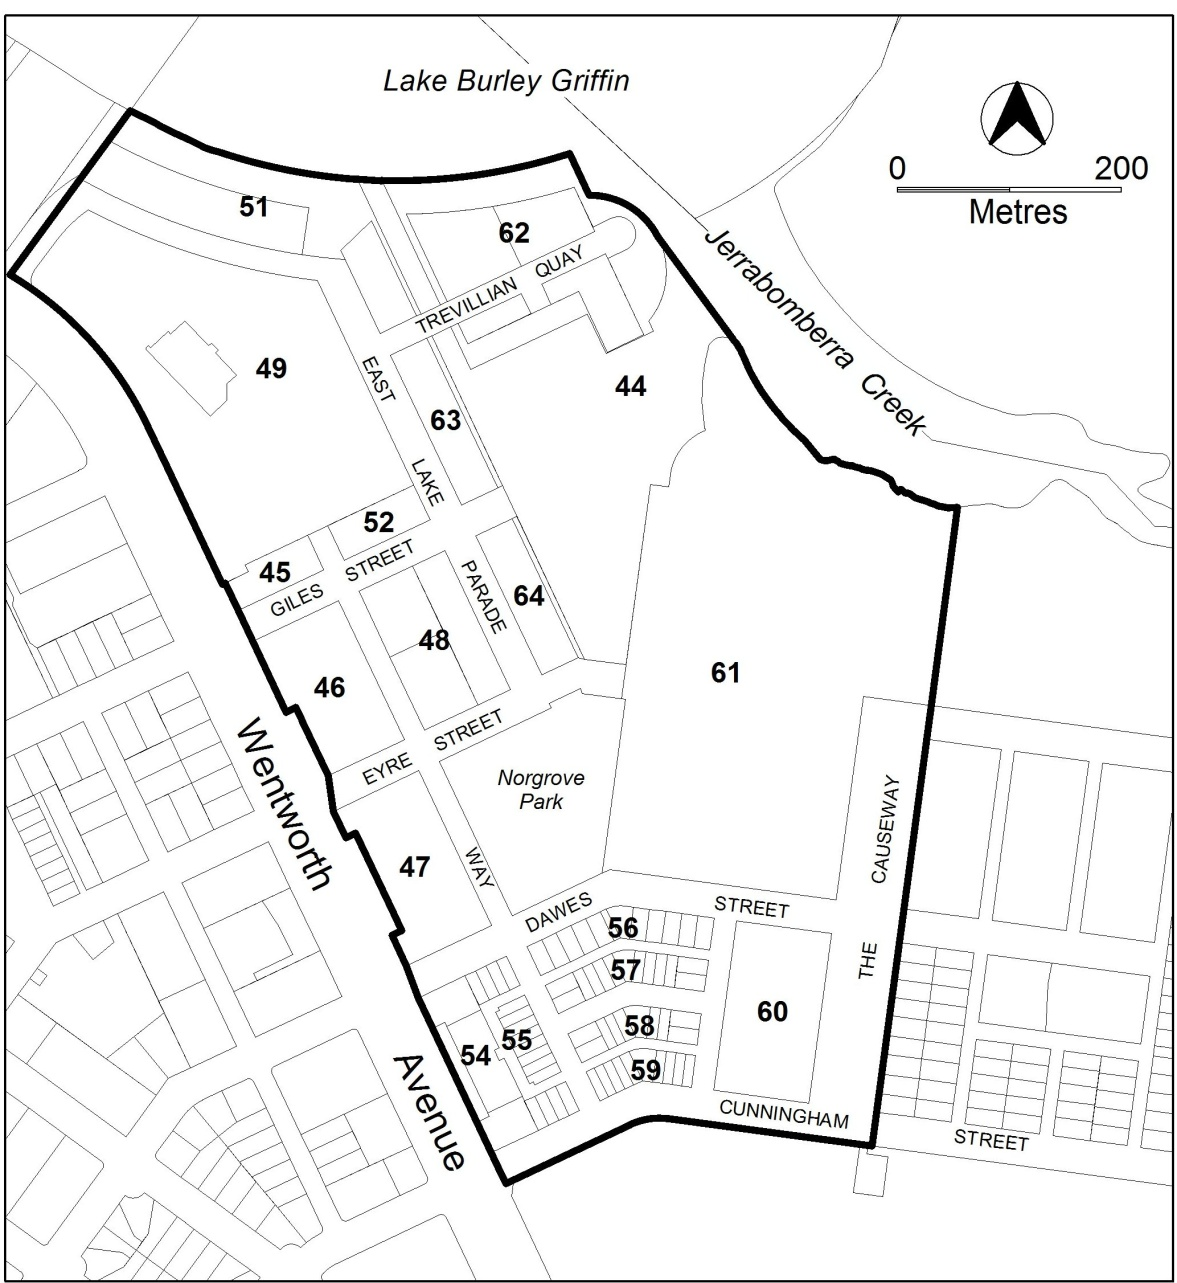 Lake Burley Griffin
0 200
Metres
51
62
Jerrabomberra Creek
TREVILLIAN QUAY
49
EAST LAKE PARADE
44
63
52
45
GILES STREET
64
48
46
61
Wentworth Avenue
EYRE STREET
Norgrove
Park
THE CAUSEWAY
47
WAY
DAWES STREET
56
57
60
58
55
54
59
CUNNINGHAM STREET